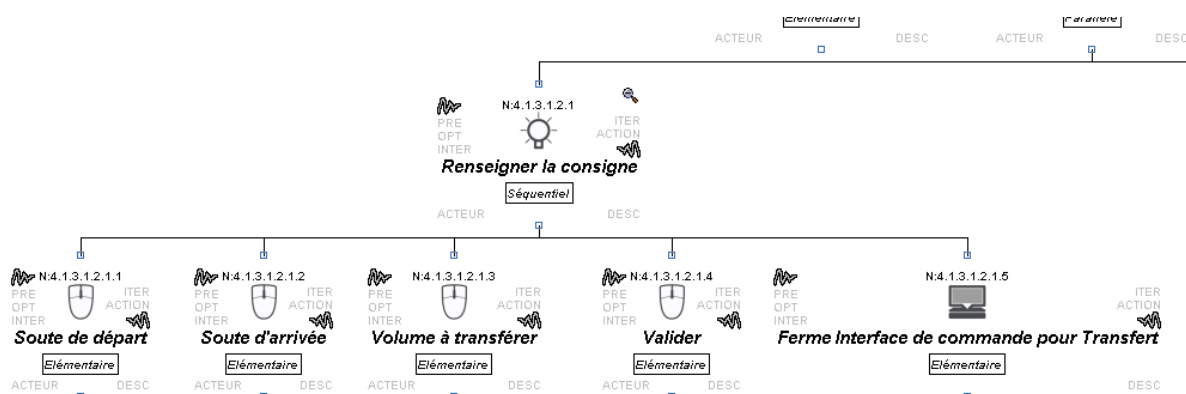 Elémentaire
Parallèle
ACTEUR DESC ACTEUR DESC
N:4.1.3.1.2.1
PRE ITER
OPT ACTION
INTER
Renseigner la consigne
Séquentiel
ACTEUR DESC
N:4.1.3.1.2.1.1 N:4.1.3.1.2.1.2 N:4.1.3.1.2.1.3 N:4.1.3.1.2.1.4 N:4.1.3.1.2.1.5
PRE ITER PRE ITER PRE ITER PRE ITER PRE ITER
OPT ACTION OPT ACTION OPT ACTION OPT ACTION OPT ACTION
INTER INTER INTER INTER INTER
Soute de départ Soute d'arrivée Volume à transférer Valider Ferme Interface de commande pour Transfert
Elémentaire Elémentaire Elémentaire Elémentaire Elémentaire
ACTEUR DESC ACTEUR DESC ACTEUR DESC ACTEUR DESC ACTEUR DESC